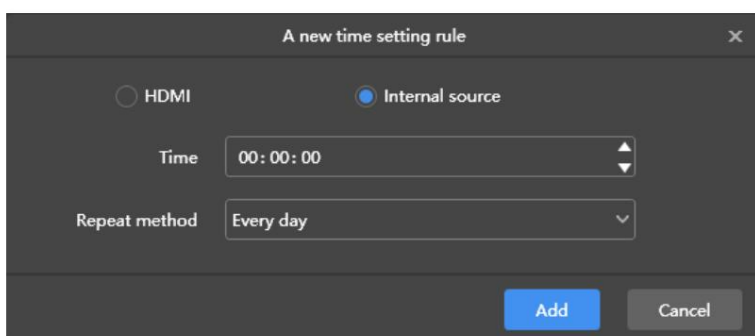 A new time setting rule
HDMI Internal source
Time 00:00:00
Repeat method Every day
Add Cancel